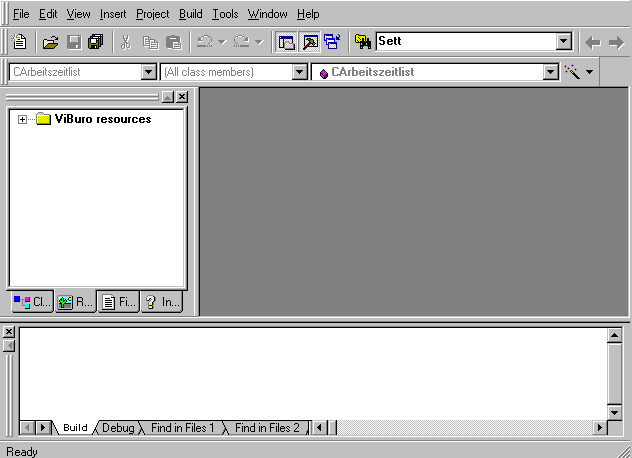 File Edit View Insert Project Build Tools Window Help
Sett
CArbeitszeitlist (All class members) CArbeitszeitlist
ViBuro resources
Cl... R... Fi... In...
Build Debug Find in Files 1 Find in Files 2
Ready